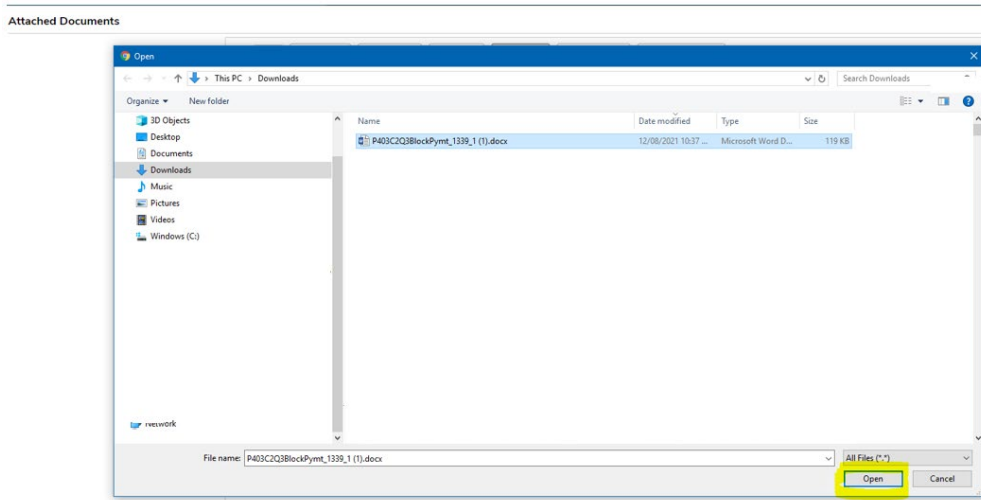 Attached Documents
Open
This PC > Downloads
Search Downloads
Organize
New folder
3D Objects
Desktop
Documents
Downloads
Music
Pictures
Videos
Windows (C:)
Network
Name Date modified Type Size
P403C2Q3BlockPymt_1339_1 (1).docx 12/08/2021 10:37 ... Microsoft Word D... 119 KB
File name: P403C2Q3BlockPymt_1339_1 (1).docx
All Files (*.*)
Open
Cancel